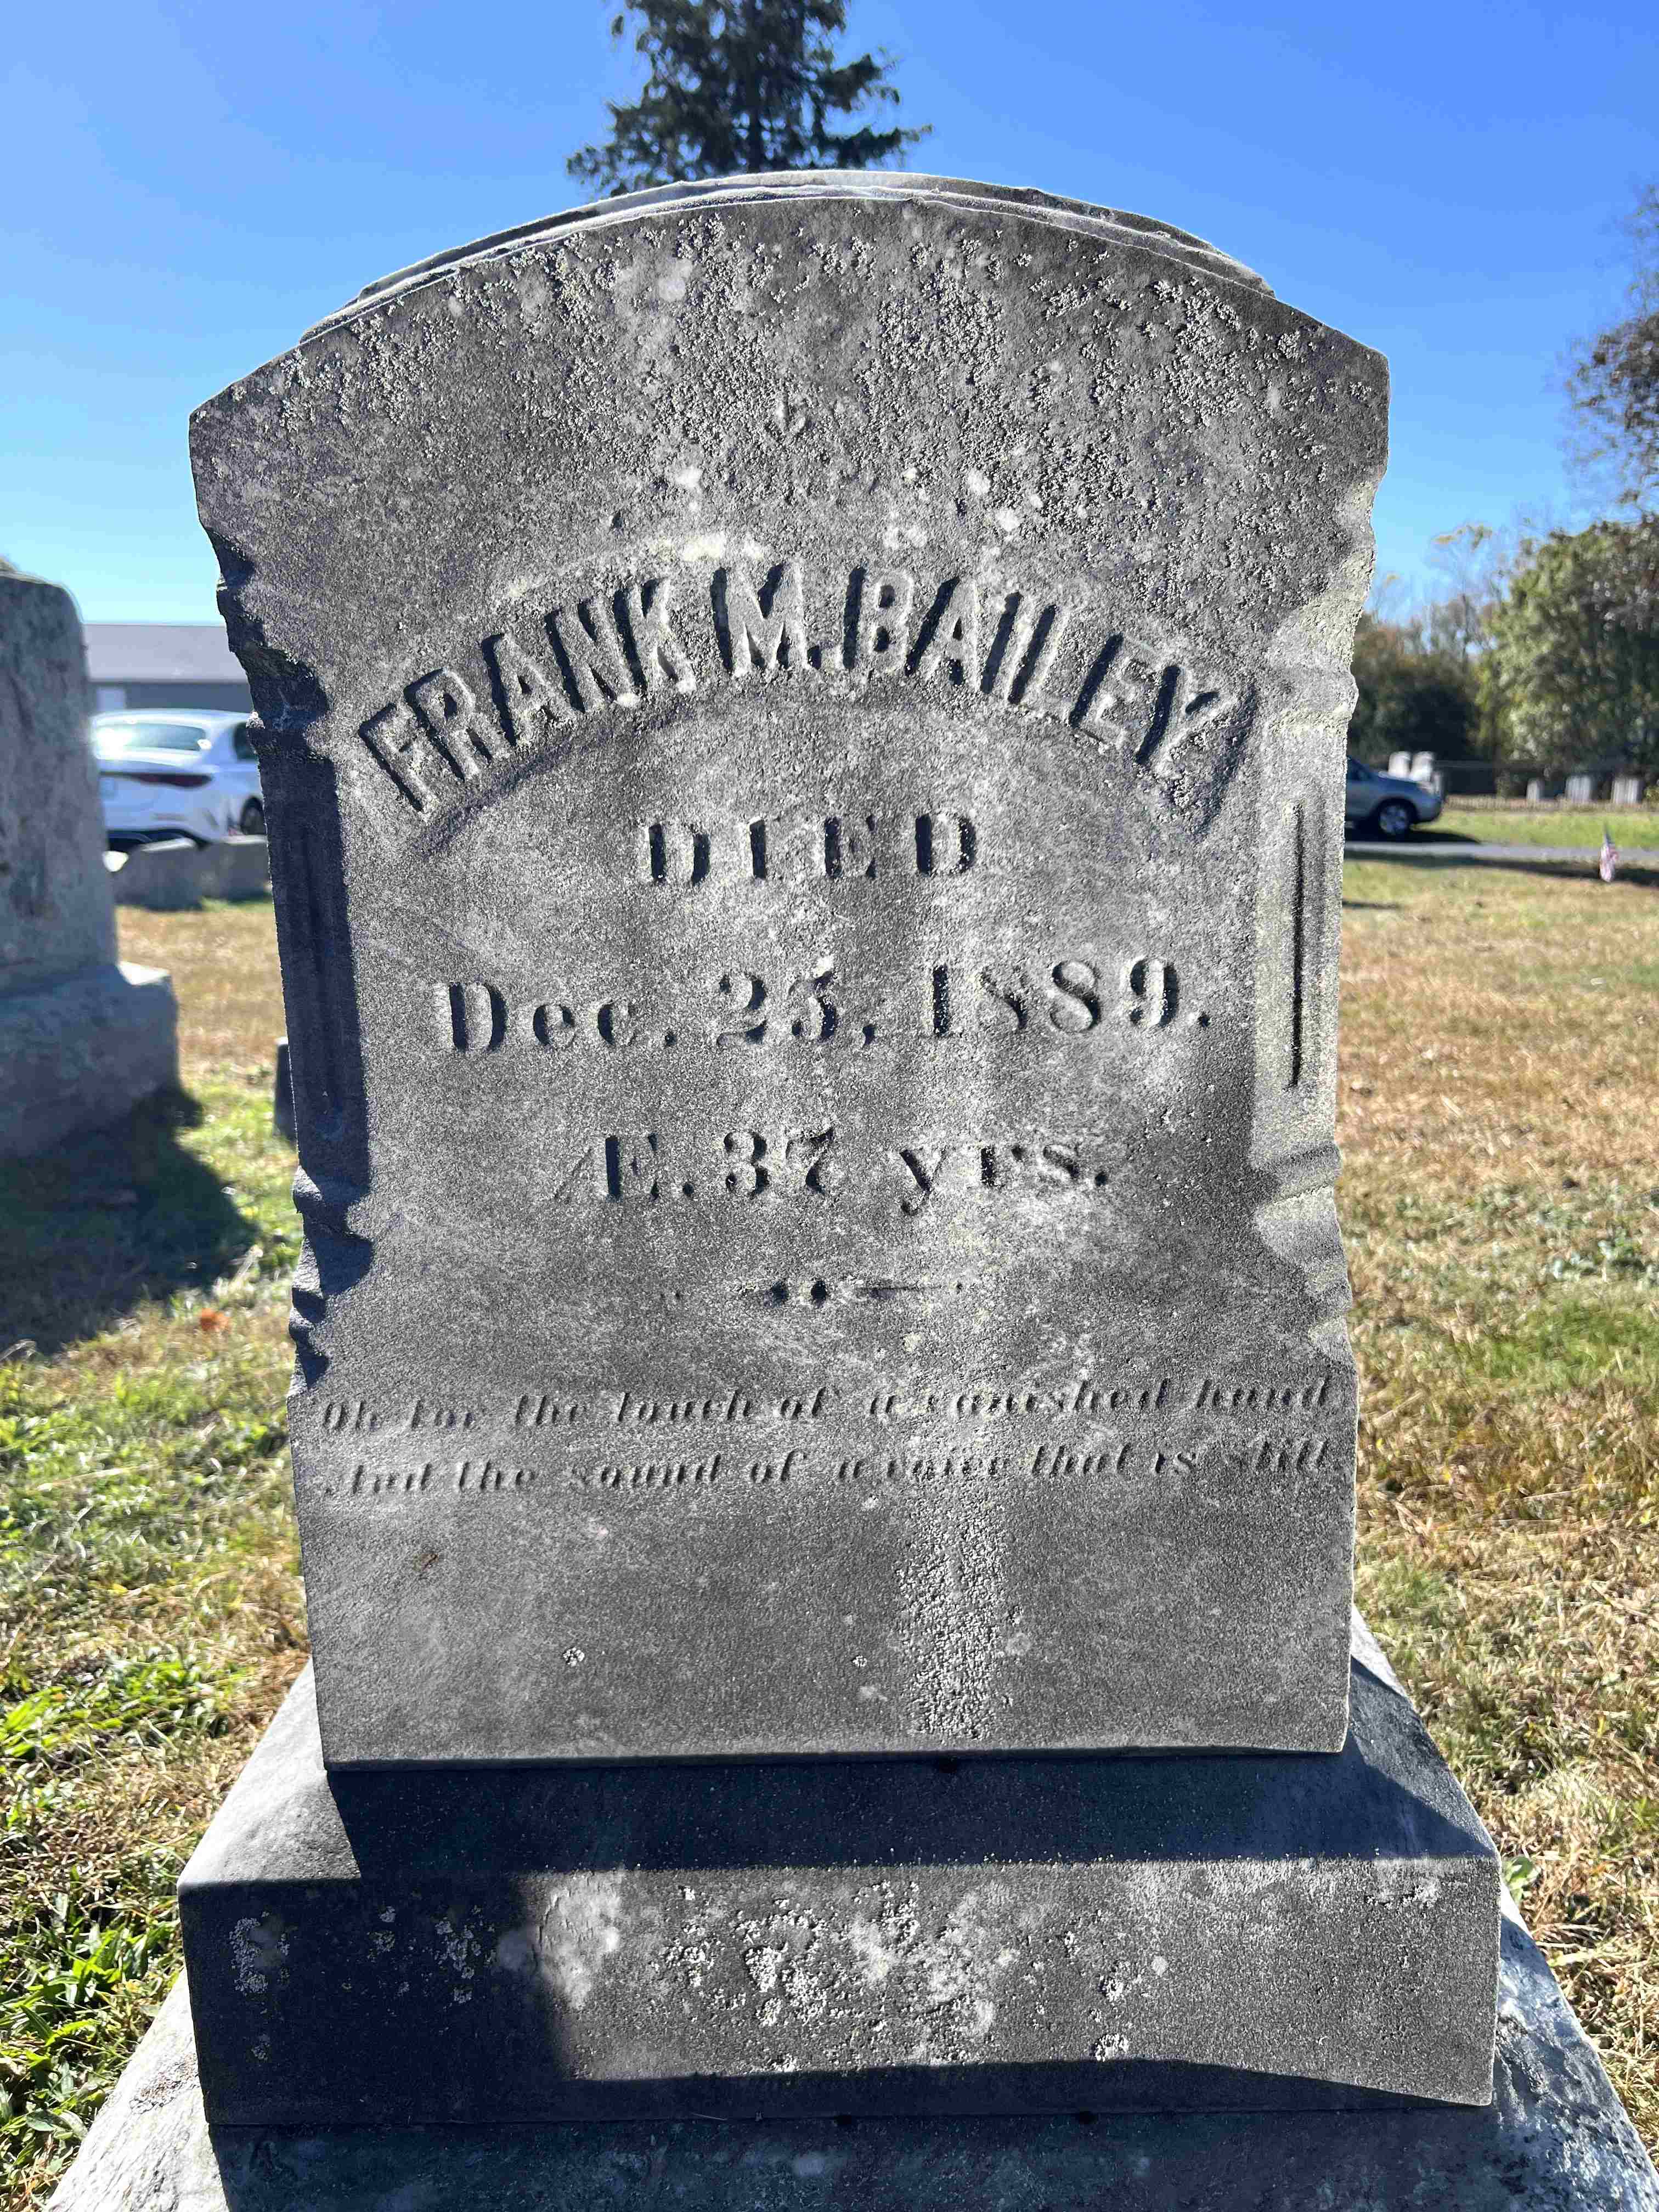 FRANK M. BAILEY
DIED
Dec. 25, 1889.
Æ. 37 yrs.
Oh for the touch of a vanished hand,
And the sound of a voice that is still.